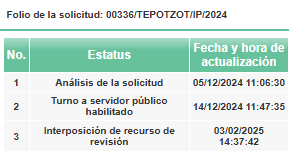 Folio de la solicitud: 00336/TEPOTZOT/IP/2024
No. Estatus Fecha y hora de
actualización
1 Análisis de la solicitud 05/12/2024 11:06:30
2 Turno a servidor público
habilitado 14/12/2024 11:47:35
3 Interposición de recurso de
revisión 03/02/2025
14:37:42